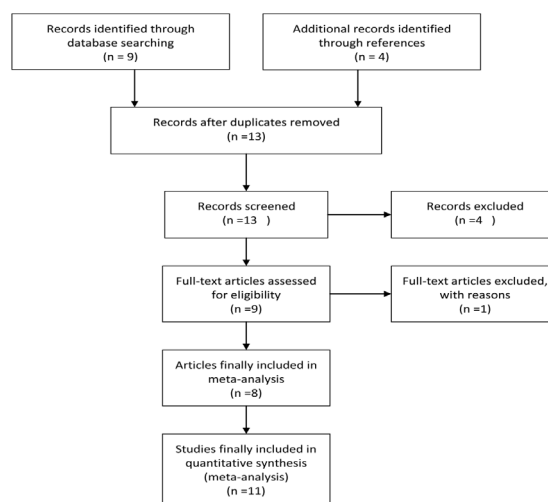 Records identified through
database searching
(n = 9)
Additional records identified
through references
(n = 4)
Records after duplicates removed
(n =13)
Records screened
(n =13 )
Records excluded
(n =4 )
Full-text articles assessed
for eligibility
(n =9)
Full-text articles excluded,
with reasons
(n =1)
Articles finally included in
meta-analysis
(n =8)
Studies finally included in
quantitative synthesis
(meta-analysis)
(n =11)